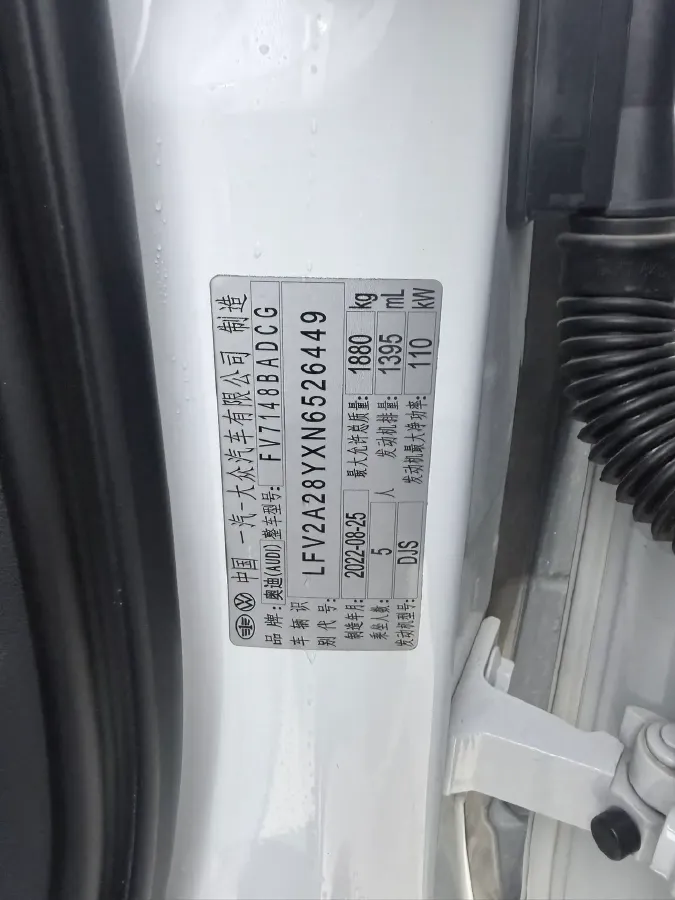 中国 一汽-大众汽车有限公司 制造
品牌: 奥迪(AUDI) 整车型号: FV7148BADCG
车辆识别代号: LFV2A28YXN6526449
制造年月: 2022-08-25 最大允许总质量: 1880 kg
乘坐人数: 5 人 发动机排量: 1395 mL
发动机型号: DJS 发动机最大净功率: 110 kW